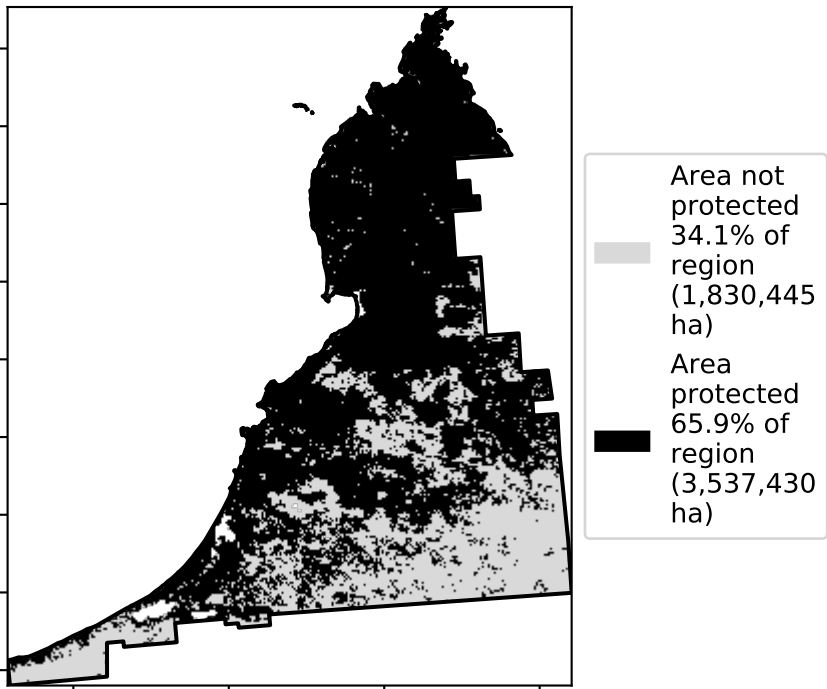 Area not
protected
34.1% of
region
(1,830,445
ha)
Area
protected
65.9% of
region
(3,537,430
ha)